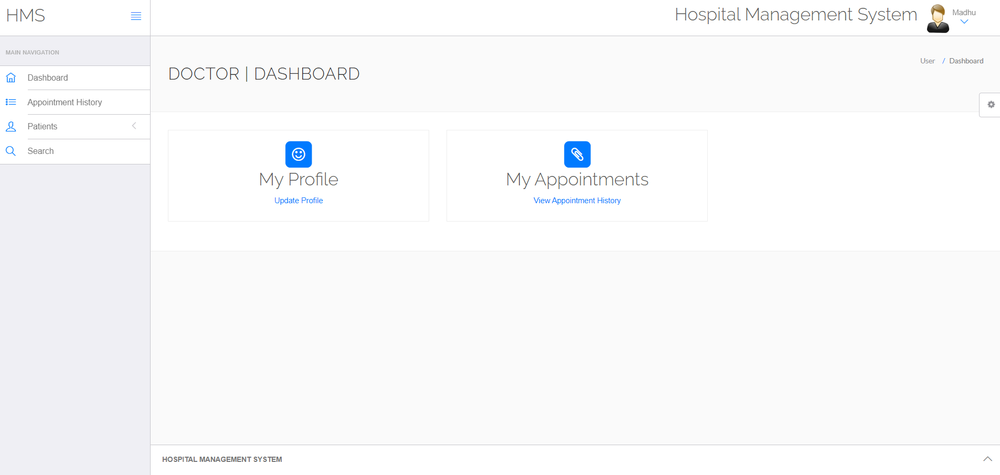 HMS
Hospital Management System
Madhu
MAIN NAVIGATION
Dashboard
Appointment History
Patients
Search
DOCTOR | DASHBOARD
User / Dashboard
My Profile
Update Profile
My Appointments
View Appointment History
HOSPITAL MANAGEMENT SYSTEM